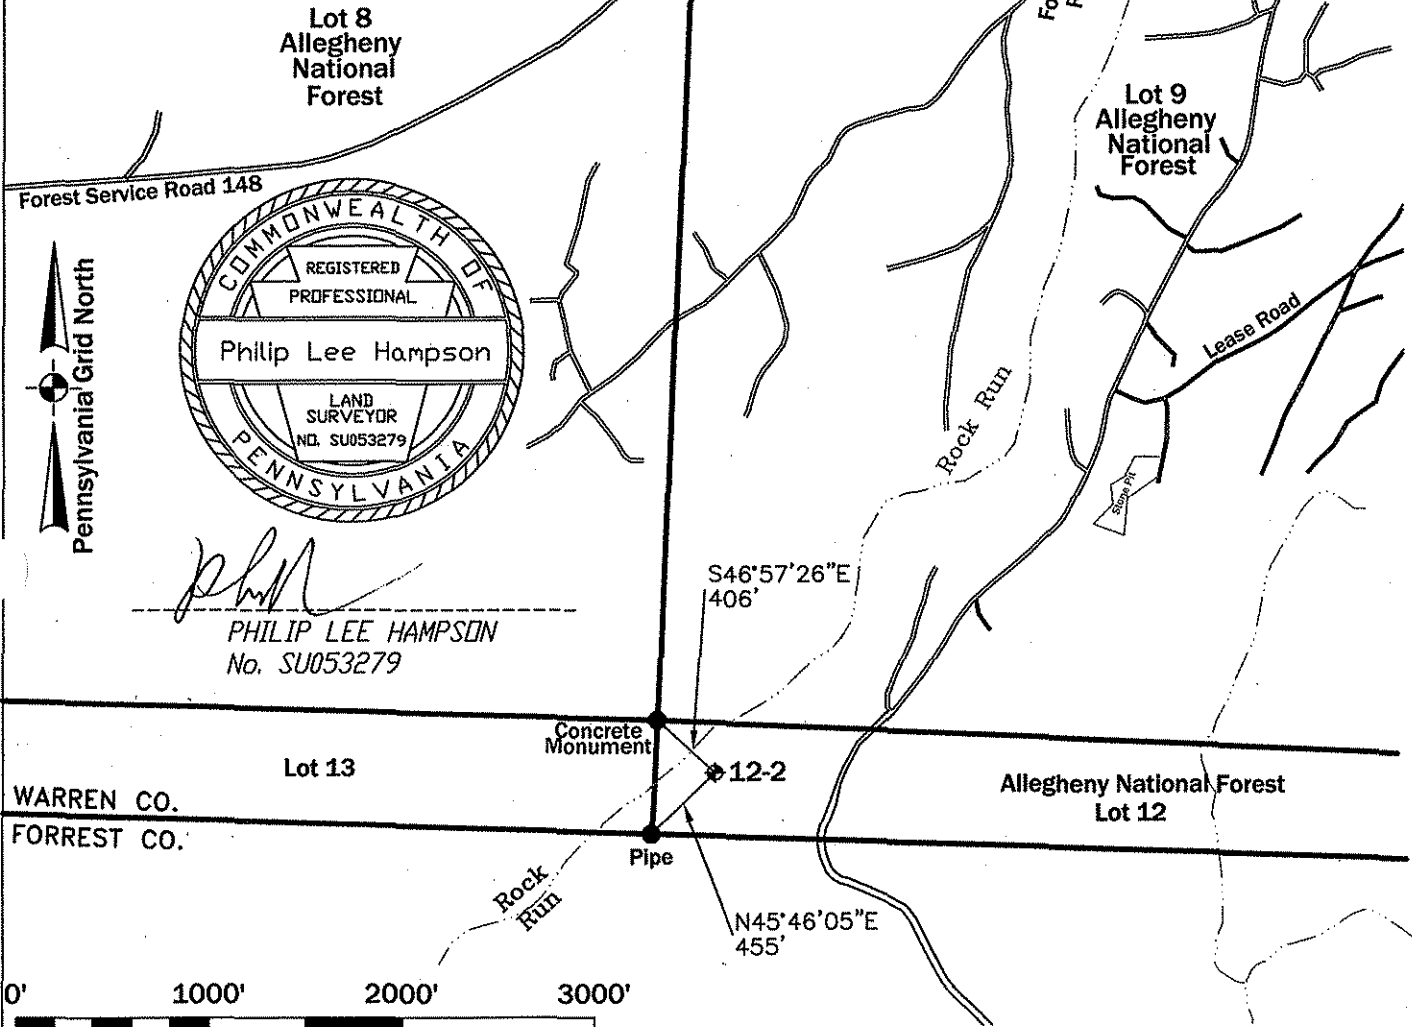 Lot 8
Allegheny
National
Forest
Fo
F
Lot 9
Allegheny
National
Forest
Forest Service Road 148
COMMONWEALTH OF
REGISTERED
PROFESSIONAL
Philip Lee Hampson
LAND
SURVEYOR
NO. SU053279
PENNSYLVANIA
Pennsylvania Grid North
Lease Road
Rock Run
Stone Pit
S46°57'26"E
406'
PHILIP LEE HAMPSON
No. SU053279
Concrete
Monument
Lot 13
12-2
Allegheny National Forest
Lot 12
WARREN CO.
FORREST CO.
Pipe
Rock
Run
N45°46'05"E
455'
0' 1000' 2000' 3000'